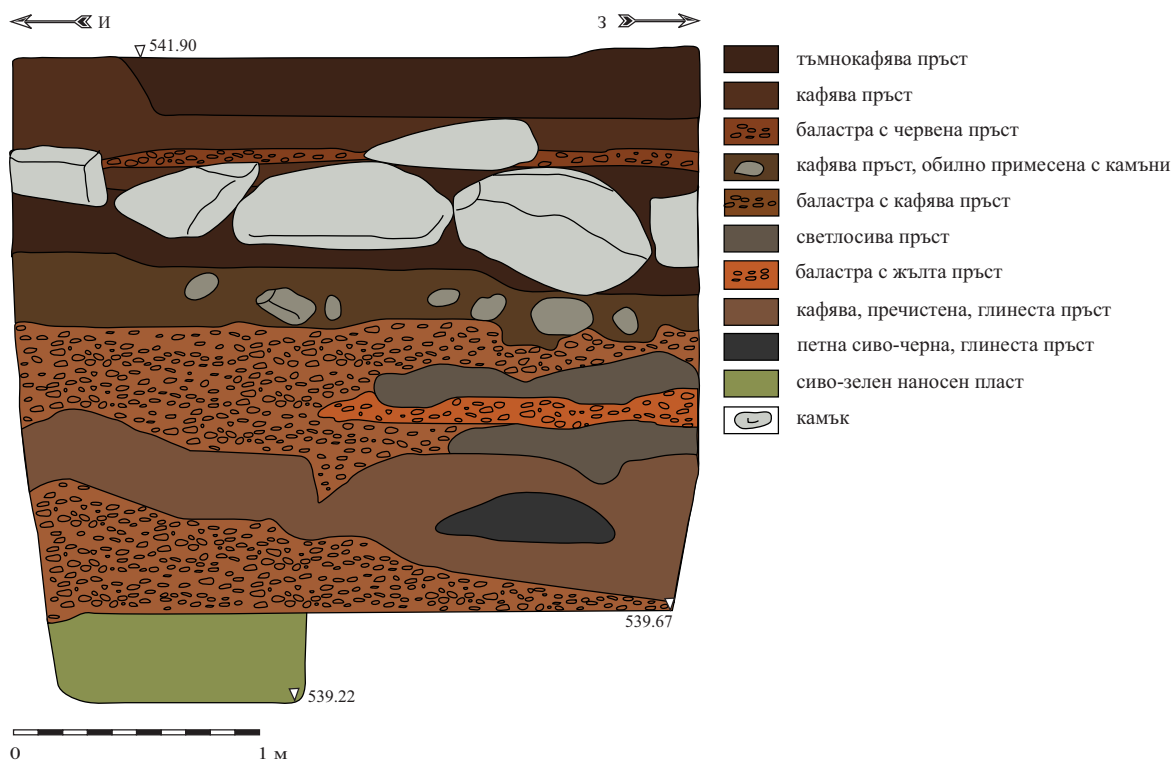 И
З
541.90
тъмнокафява пръст
кафява пръст
баластра с червена пръст
кафява пръст, обилно примесена с камъни
баластра с кафява пръст
светлосива пръст
баластра с жълта пръст
кафява, пречистена, глинеста пръст
петна сиво-черна, глинеста пръст
сиво-зелен наносен пласт
камък
539.67
539.22
0
1 м